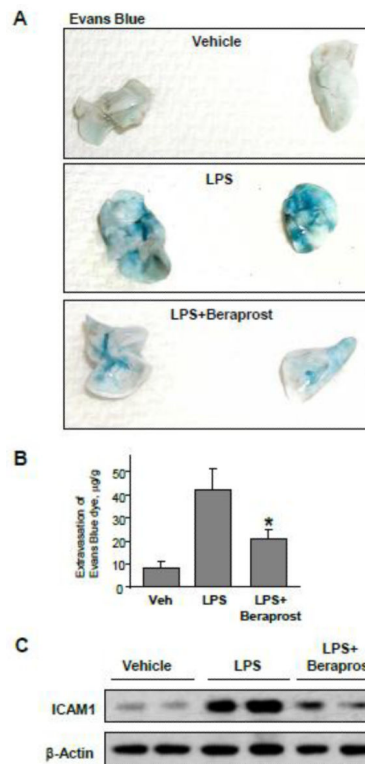 A
Evans Blue
Vehicle
LPS
LPS+Beraprost
B
Extravasation of
Evans Blue dye, µg/g
50
40
30
20
10
0
*
Veh
LPS
LPS+
Beraprost
C
Vehicle
LPS
LPS+
Berapros
ICAM1
β-Actin